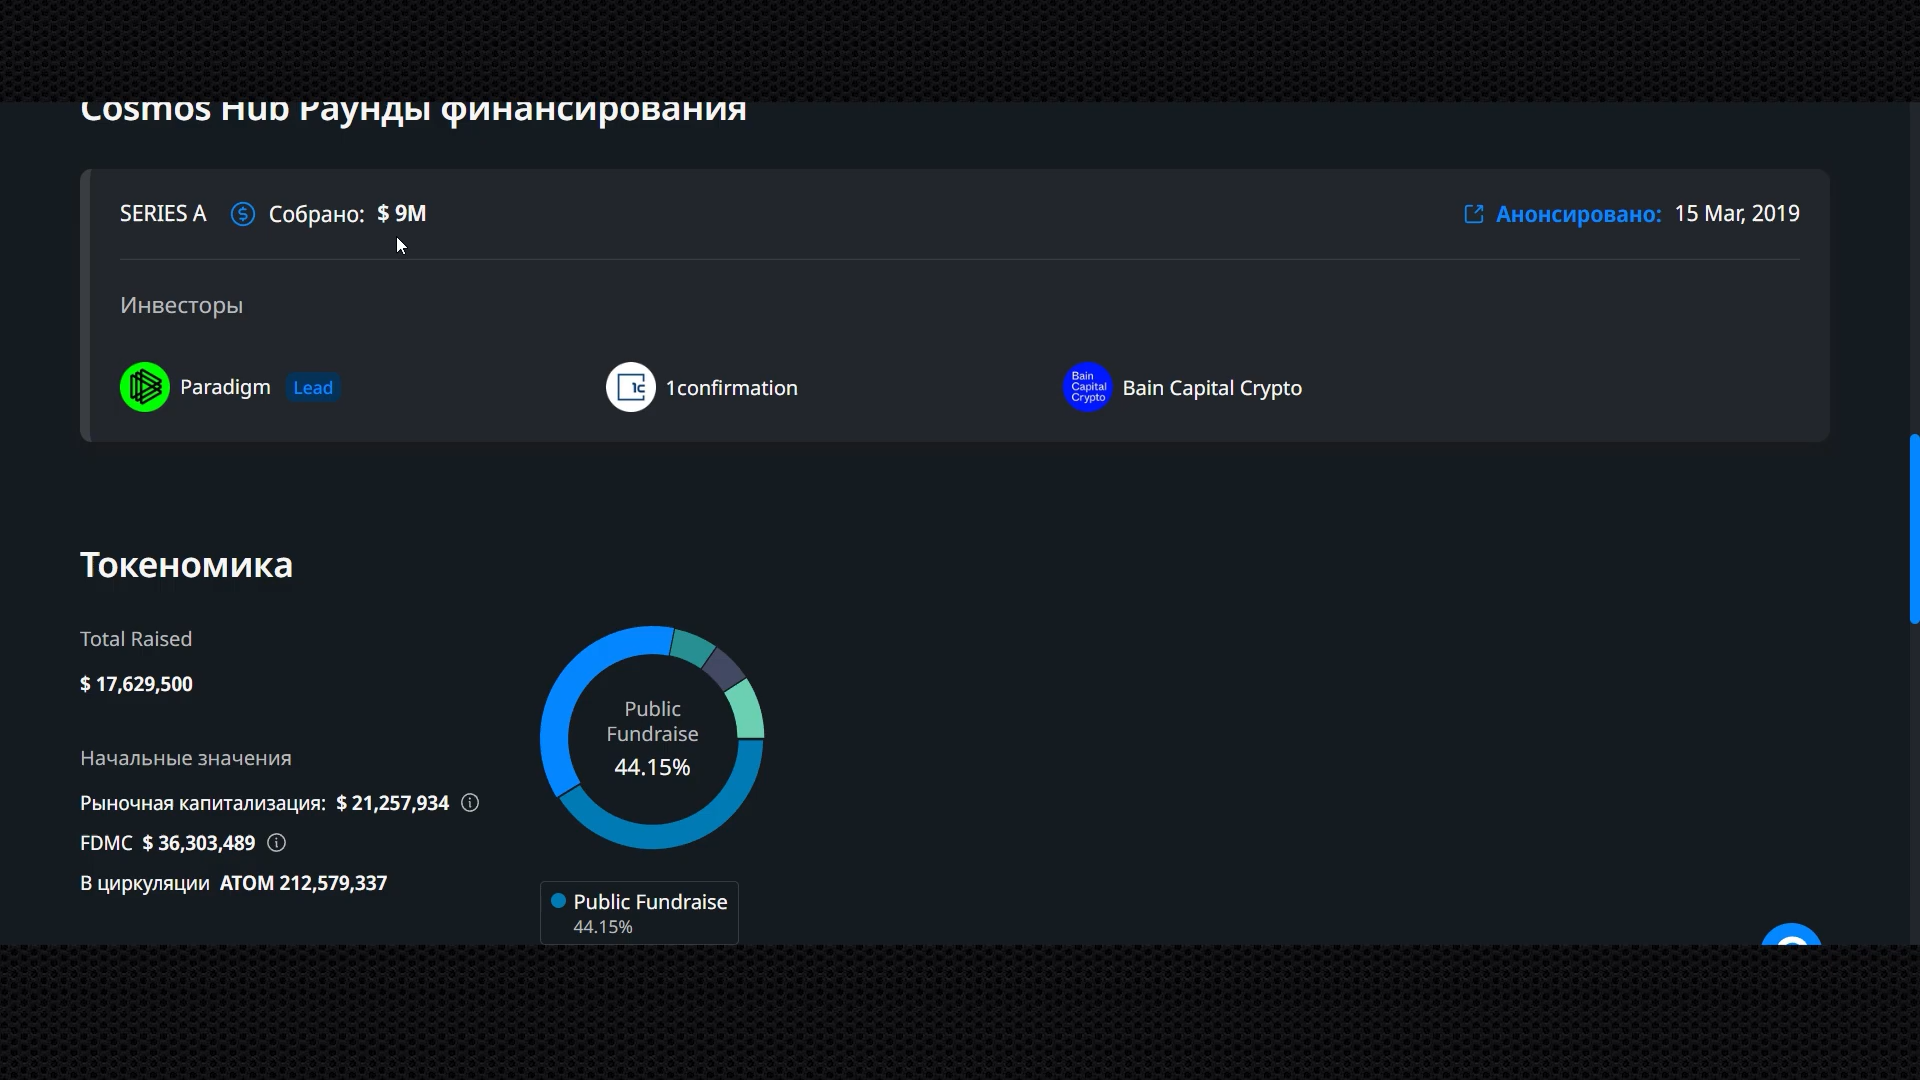 Cosmos Hub Раунды финансирования
SERIES A Собрано: $ 9M Анонсировано: 15 Mar, 2019
Инвесторы
Paradigm Lead 1c 1confirmation Bain Capital Crypto Bain Capital Crypto
Токеномика
Total Raised
$ 17,629,500
Public
Fundraise
44.15%
Начальные значения
Рыночная капитализация: $ 21,257,934
FDMC $ 36,303,489
В циркуляции ATOM 212,579,337
Public Fundraise
44.15%